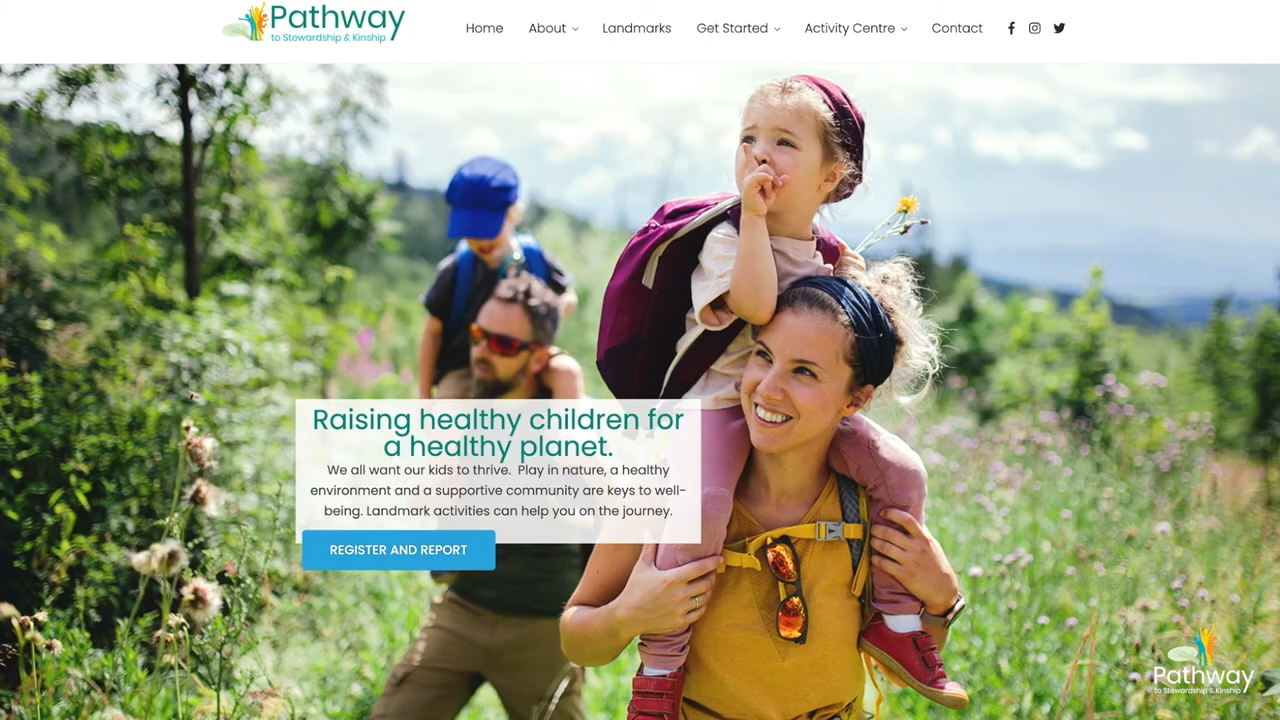 Pathway
to Stewardship & Kinship
Home About Landmarks Get Started Activity Centre Contact
Raising healthy children for
a healthy planet.
We all want our kids to thrive. Play in nature, a healthy
environment and a supportive community are keys to well-
being. Landmark activities can help you on the journey.
REGISTER AND REPORT
Pathway
to Stewardship & Kinship